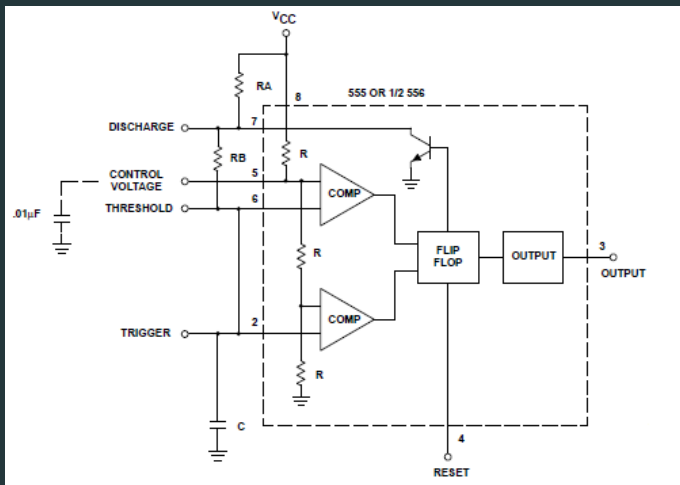 VCC
RA
8
555 OR 1/2 556
DISCHARGE
7
RB
R
CONTROL
VOLTAGE
5
COMP
.01µF
THRESHOLD
6
R
FLIP
FLOP
OUTPUT
3
OUTPUT
TRIGGER
2
COMP
R
C
4
RESET